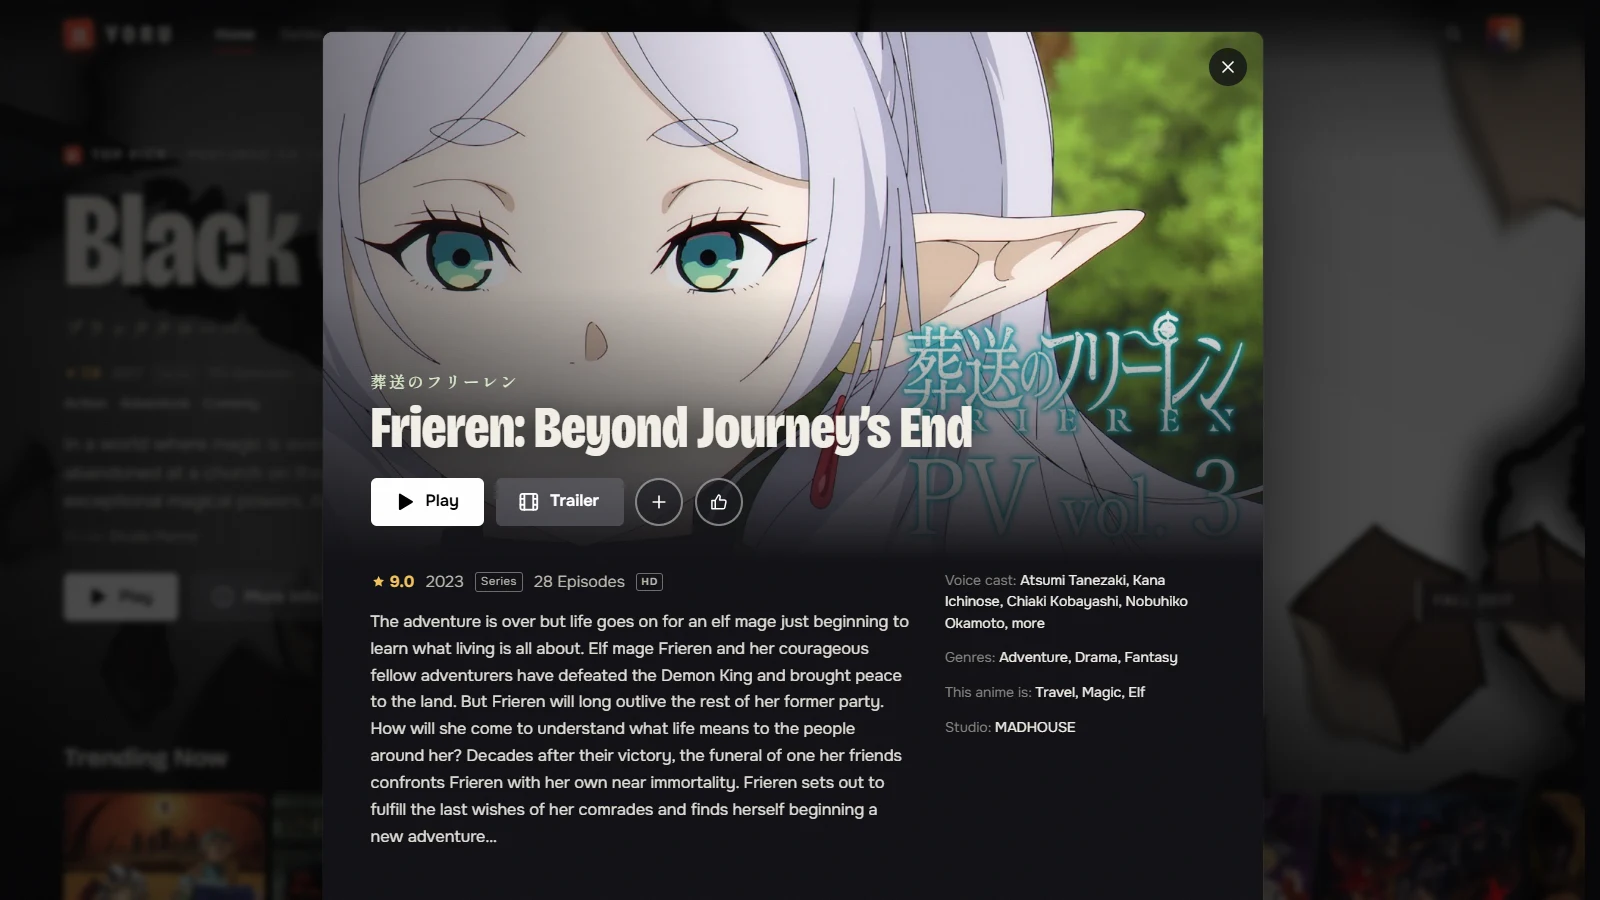 YORU
Home
Black
葬送のフリーレン
FRIEREN
PV vol. 3
葬送のフリーレン
Frieren: Beyond Journey's End
Play
Trailer
9.0 2023 Series 28 Episodes HD
The adventure is over but life goes on for an elf mage just beginning to
learn what living is all about. Elf mage Frieren and her courageous
fellow adventurers have defeated the Demon King and brought peace
to the land. But Frieren will long outlive the rest of her former party.
How will she come to understand what life means to the people
around her? Decades after their victory, the funeral of one her friends
confronts Frieren with her own near immortality. Frieren sets out to
fulfill the last wishes of her comrades and finds herself beginning a
new adventure...
Voice cast: Atsumi Tanezaki, Kana
Ichinose, Chiaki Kobayashi, Nobuhiko
Okamoto, more
Genres: Adventure, Drama, Fantasy
This anime is: Travel, Magic, Elf
Studio: MADHOUSE
Play
More Info
Trending Now